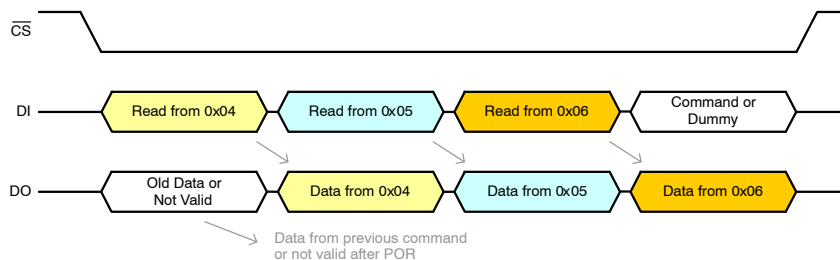 CS
DI
Read from 0x04
Read from 0x05
Read from 0x06
Command or
Dummy
DO
Old Data or
Not Valid
Data from 0x04
Data from 0x05
Data from 0x06
Data from previous command
or not valid after POR